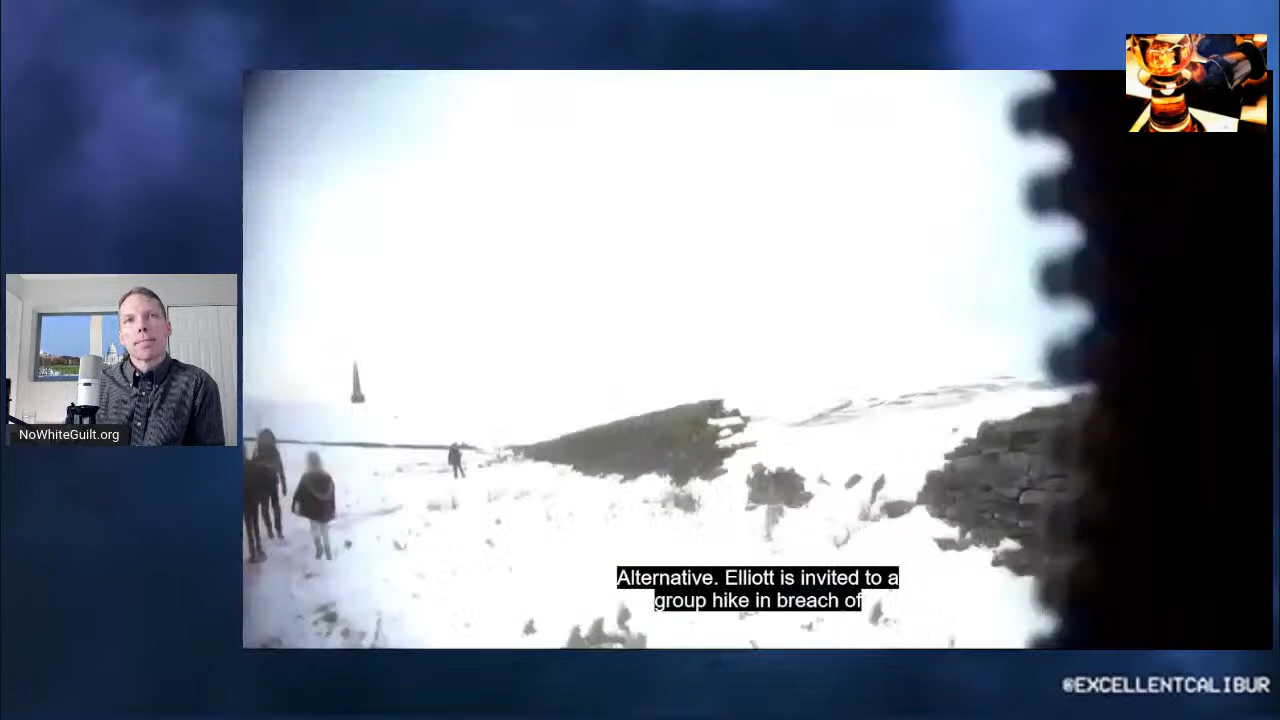 NoWhiteGuilt.org
Alternative. Elliott is invited to a
group hike in breach of
@EXCELLENTCALIBUR